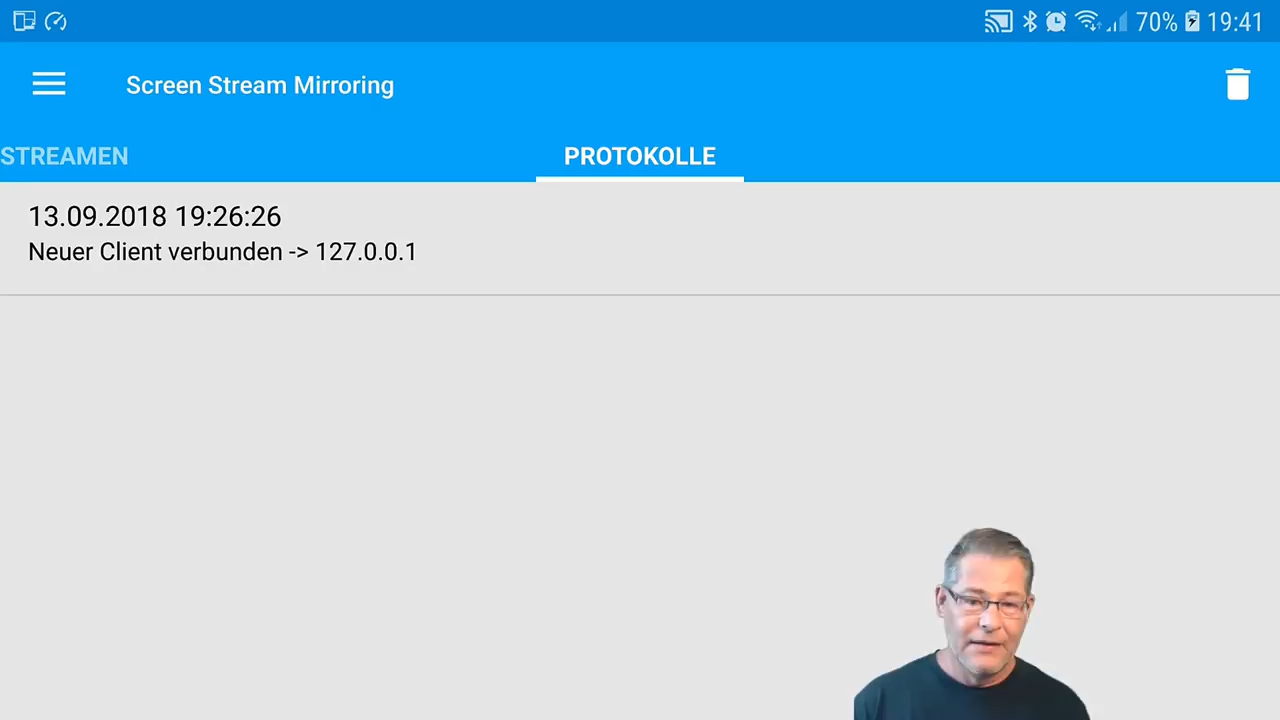 70% 19:41
Screen Stream Mirroring
STREAMEN PROTOKOLLE
13.09.2018 19:26:26
Neuer Client verbunden -> 127.0.0.1